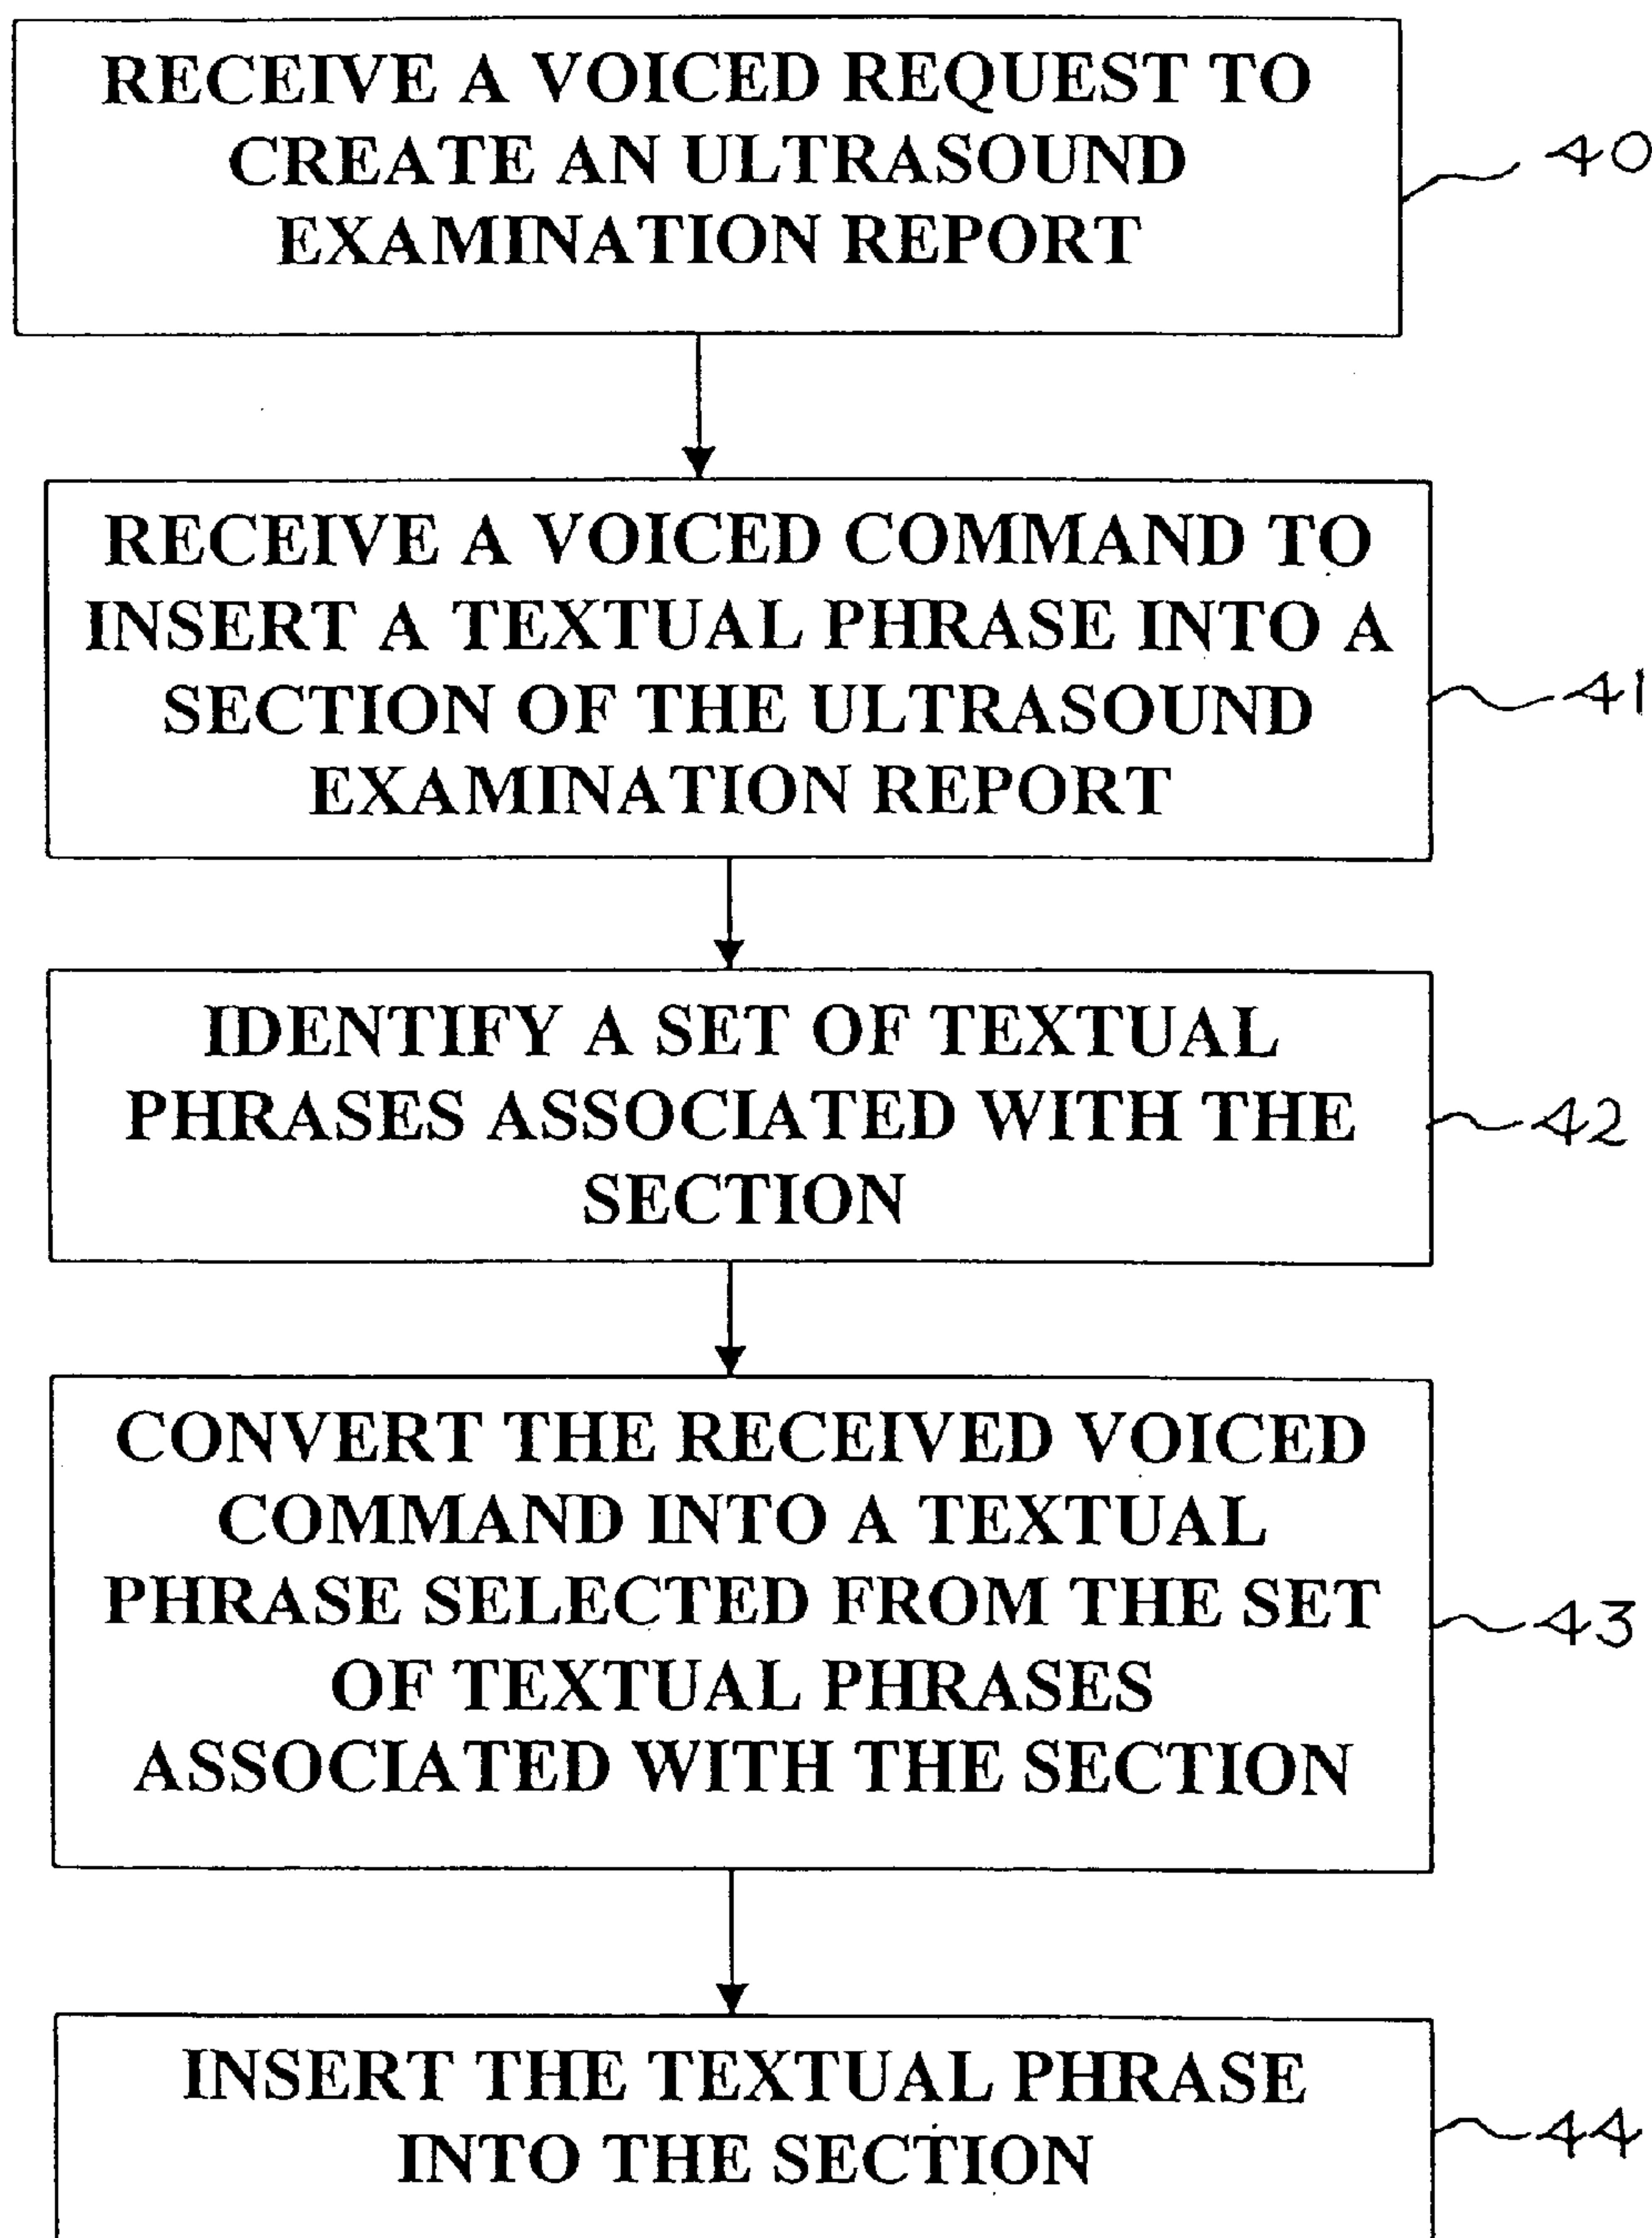 RECEIVE A VOICED REQUEST TO
CREATE AN ULTRASOUND
EXAMINATION REPORT
40
RECEIVE A VOICED COMMAND TO
INSERT A TEXTUAL PHRASE INTO A
SECTION OF THE ULTRASOUND
EXAMINATION REPORT
41
IDENTIFY A SET OF TEXTUAL
PHRASES ASSOCIATED WITH THE
SECTION
42
CONVERT THE RECEIVED VOICED
COMMAND INTO A TEXTUAL
PHRASE SELECTED FROM THE SET
OF TEXTUAL PHRASES
ASSOCIATED WITH THE SECTION
43
INSERT THE TEXTUAL PHRASE
INTO THE SECTION
44